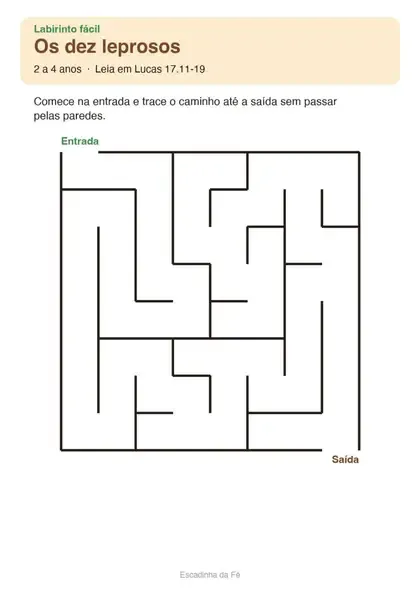 Labirinto fácil
Os dez leprosos
2 a 4 anos · Leia em Lucas 17.11-19
Comece na entrada e trace o caminho até a saída sem passar
pelas paredes.
Entrada
Saída
Escadinha da Fé